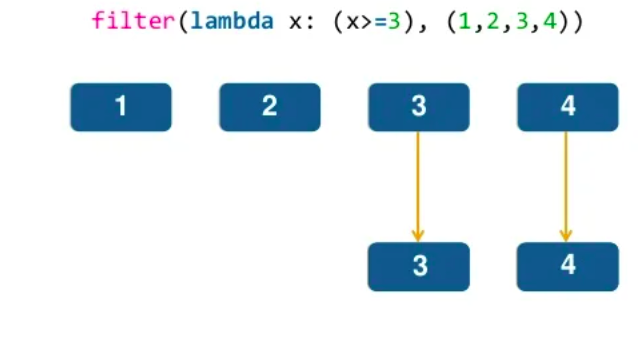 filter(lambda x: (x>=3), (1,2,3,4))
1 2 3 4
3 4